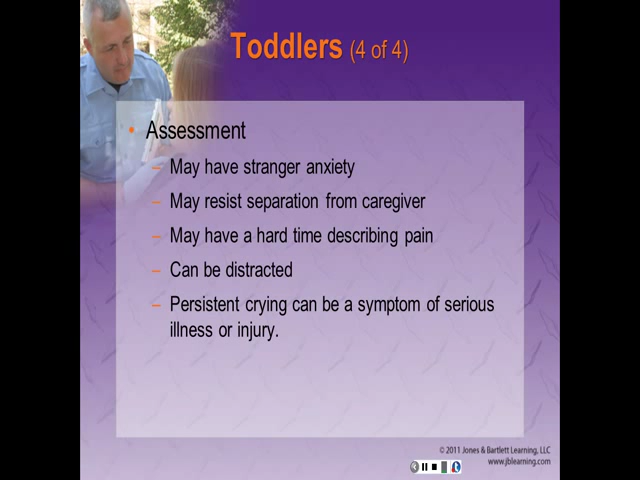 Toddlers (4 of 4)
• Assessment
– May have stranger anxiety
– May resist separation from caregiver
– May have a hard time describing pain
– Can be distracted
– Persistent crying can be a symptom of serious
illness or injury.
© 2011 Jones & Bartlett Learning, LLC
www.jblearning.com